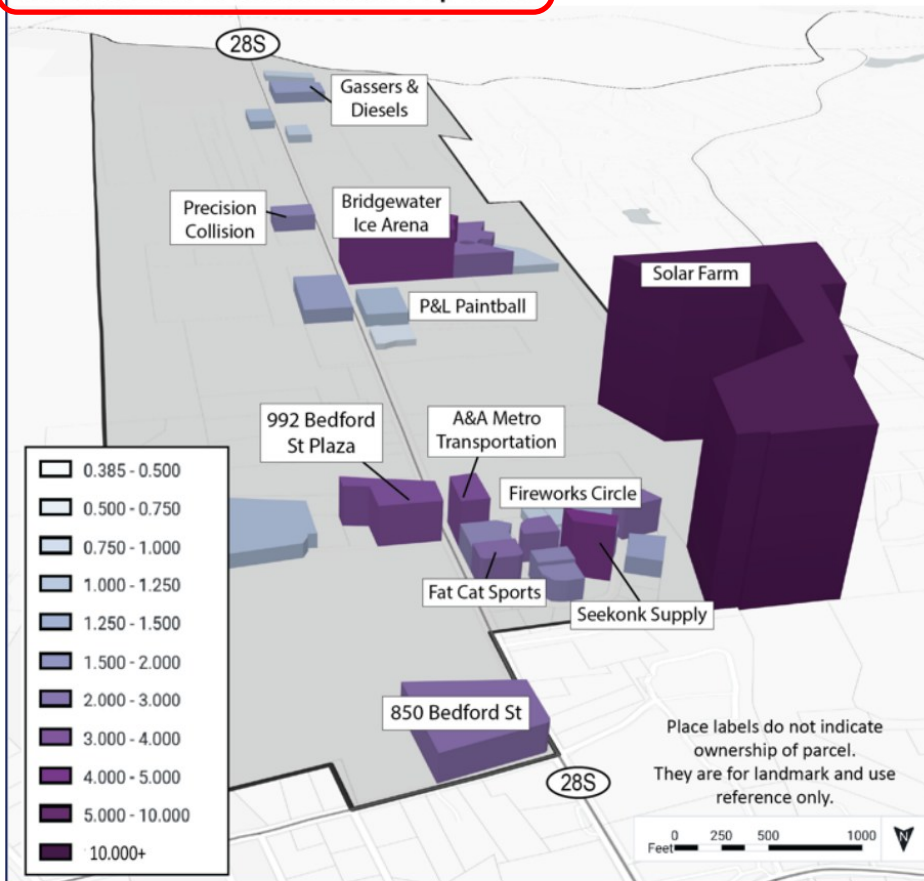 28S
Gassers &
Diesels
Precision
Collision
Bridgewater
Ice Arena
Solar Farm
P&L Paintball
992 Bedford
St Plaza
A&A Metro
Transportation
Fireworks Circle
Fat Cat Sports
Seekonk Supply
0.385 - 0.500
0.500 - 0.750
0.750 - 1.000
1.000 - 1.250
1.250 - 1.500
1.500 - 2.000
2.000 - 3.000
3.000 - 4.000
4.000 - 5.000
5.000 - 10.000
10.000+
850 Bedford St
28S
Place labels do not indicate
ownership of parcel.
They are for landmark and use
reference only.
0 250 500 1000
Feet